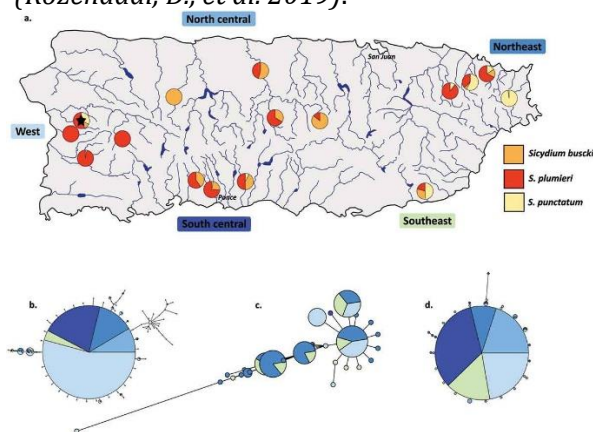 (Rozendaal, D., et al. 2019).
North central
a.
San Juan
Northeast
West
Sicydium buscki
S. plumieri
S. punctatum
Ponce
South central
Southeast
b.
c.
d.